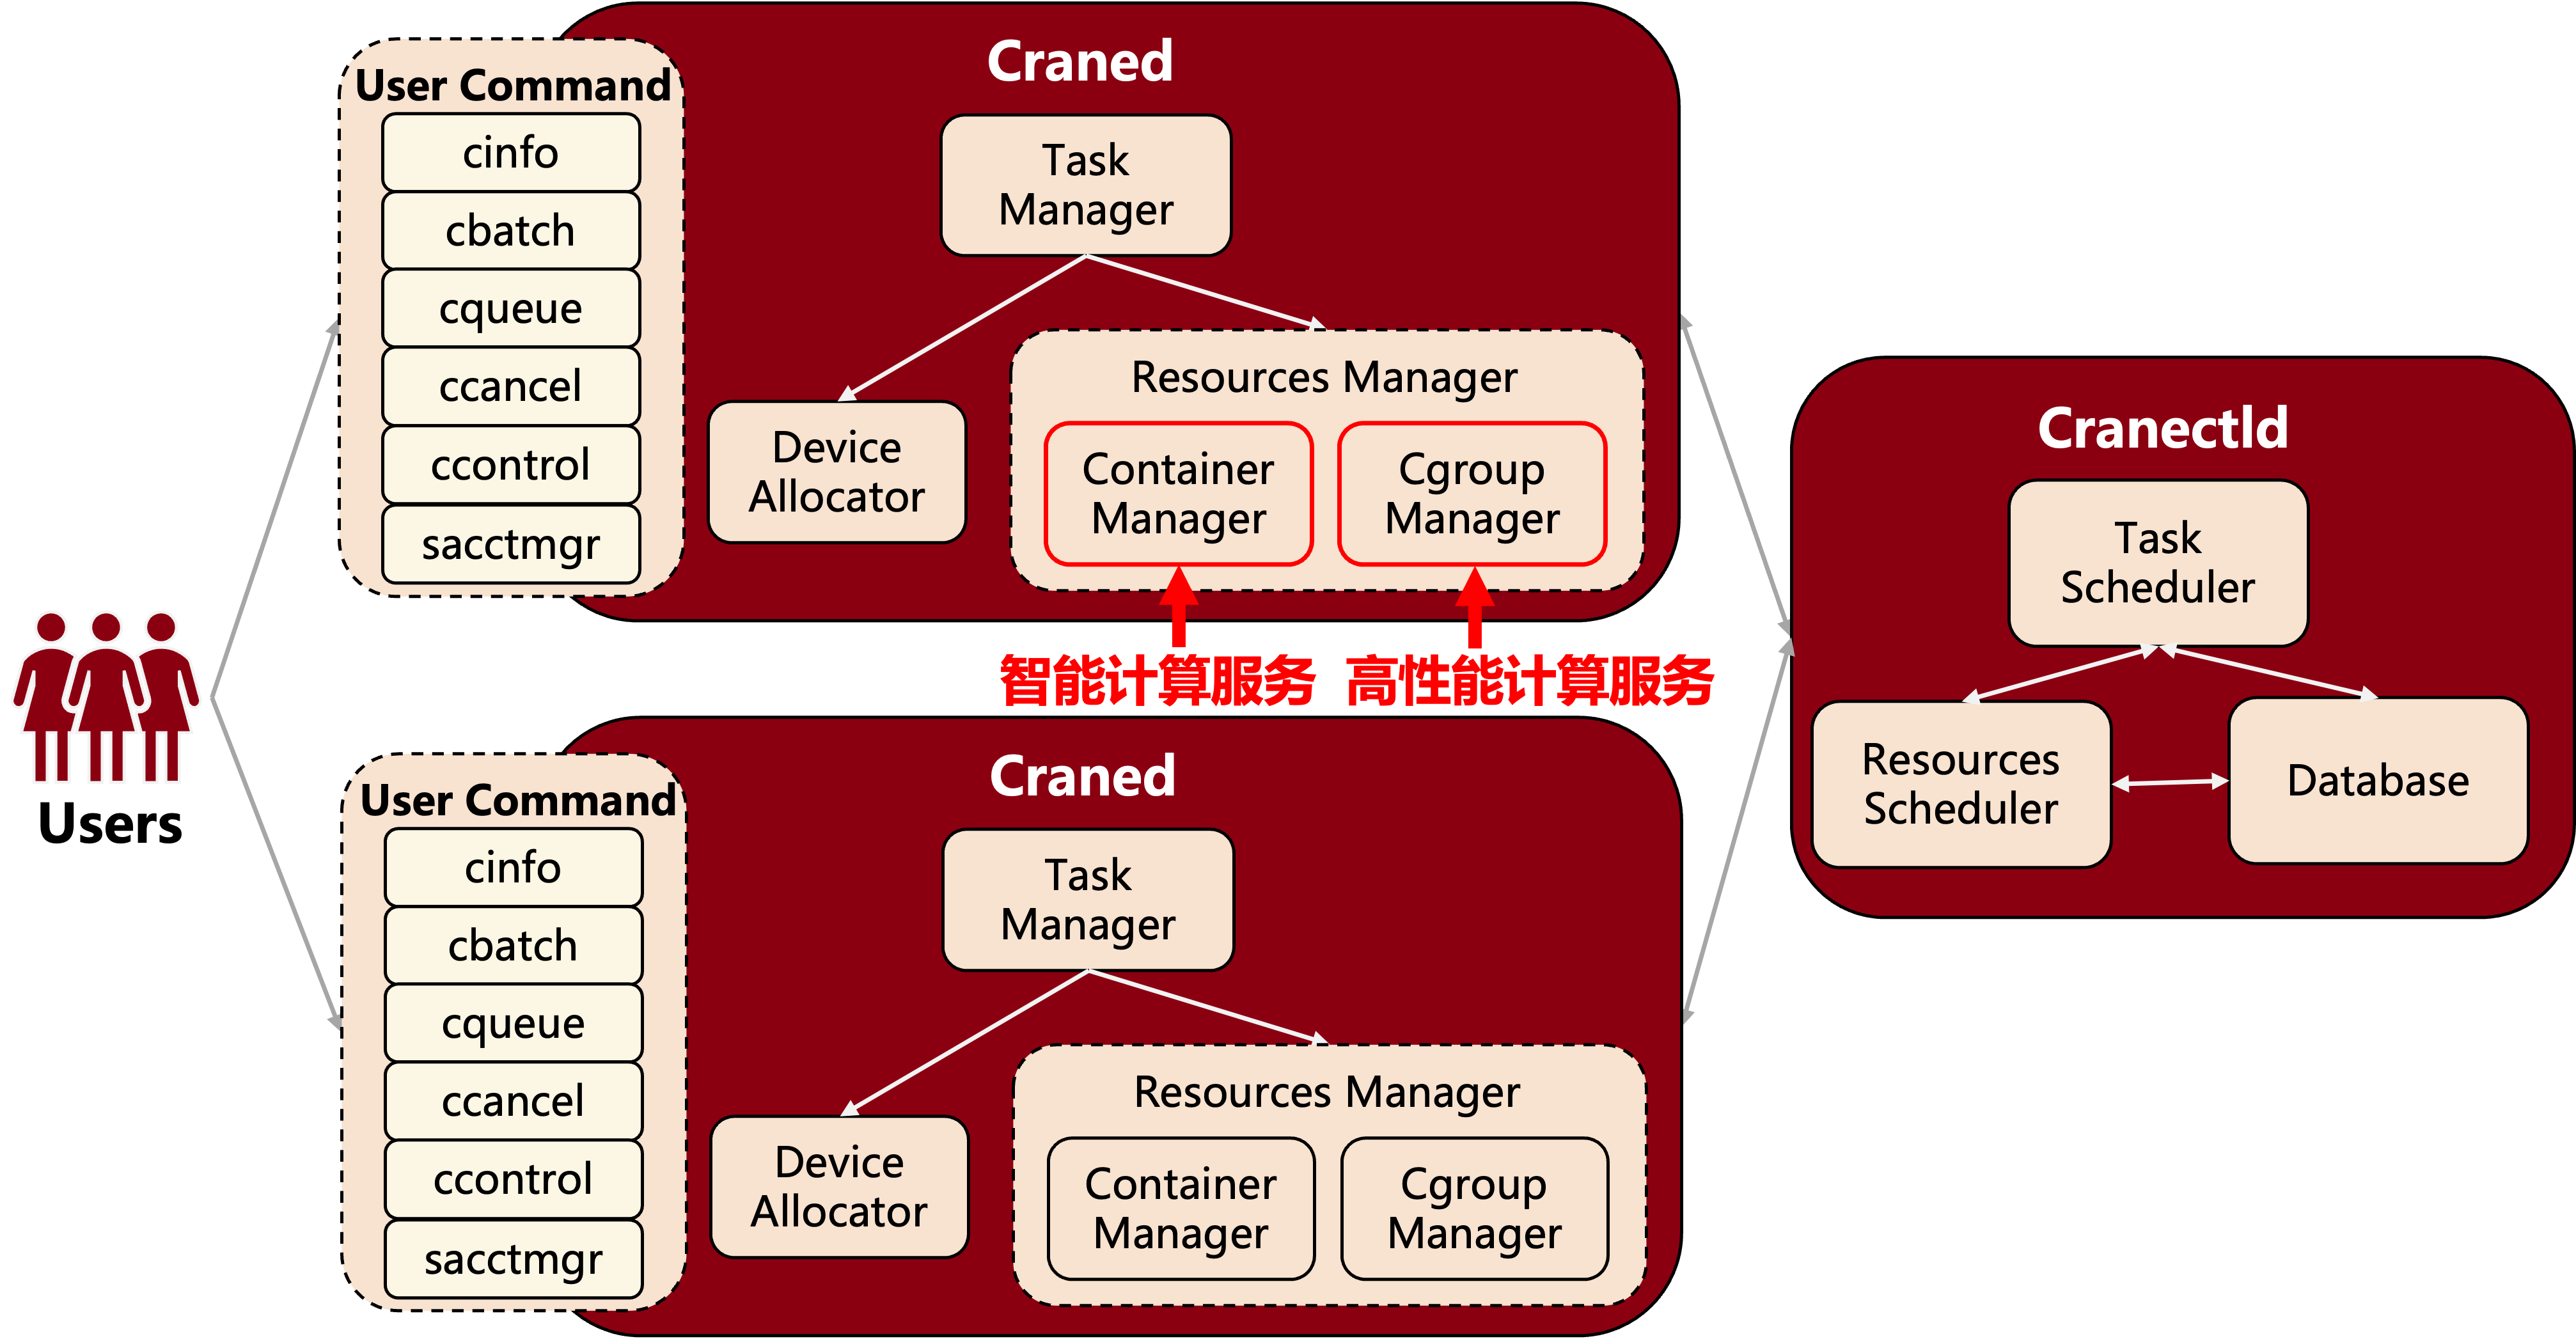 Users
User Command
cinfo
cbatch
cqueue
ccancel
ccontrol
sacctmgr
Craned
Task
Manager
Device
Allocator
Resources Manager
Container
Manager
Cgroup
Manager
智能计算服务
高性能计算服务
User Command
cinfo
cbatch
cqueue
ccancel
ccontrol
sacctmgr
Craned
Task
Manager
Device
Allocator
Resources Manager
Container
Manager
Cgroup
Manager
Cranectld
Task
Scheduler
Resources
Scheduler
Database